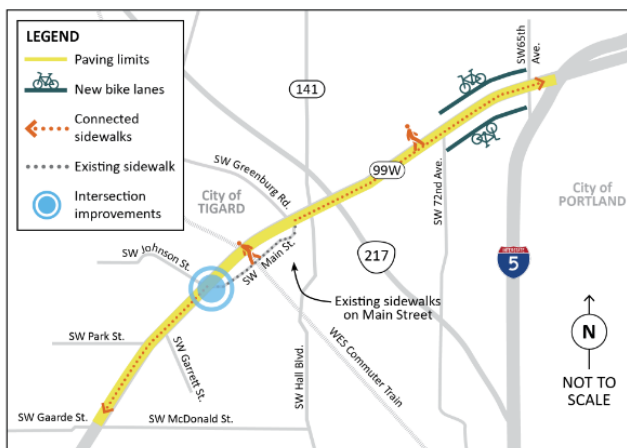 LEGEND
Paving limits
New bike lanes
Connected
sidewalks
Existing sidewalk
Intersection
improvements
SW65th
Ave.
141
SW Greenburg Rd.
99W
City of
TIGARD
SW 72nd Ave.
City of
PORTLAND
SW Johnson St.
SW Main St.
217
INTERSTATE
5
Existing sidewalks
on Main Street
N
NOT TO
SCALE
SW Park St.
SW Garrett St.
SW Hall Blvd.
WES Commuter Train
SW Gaarde St.
SW McDonald St.